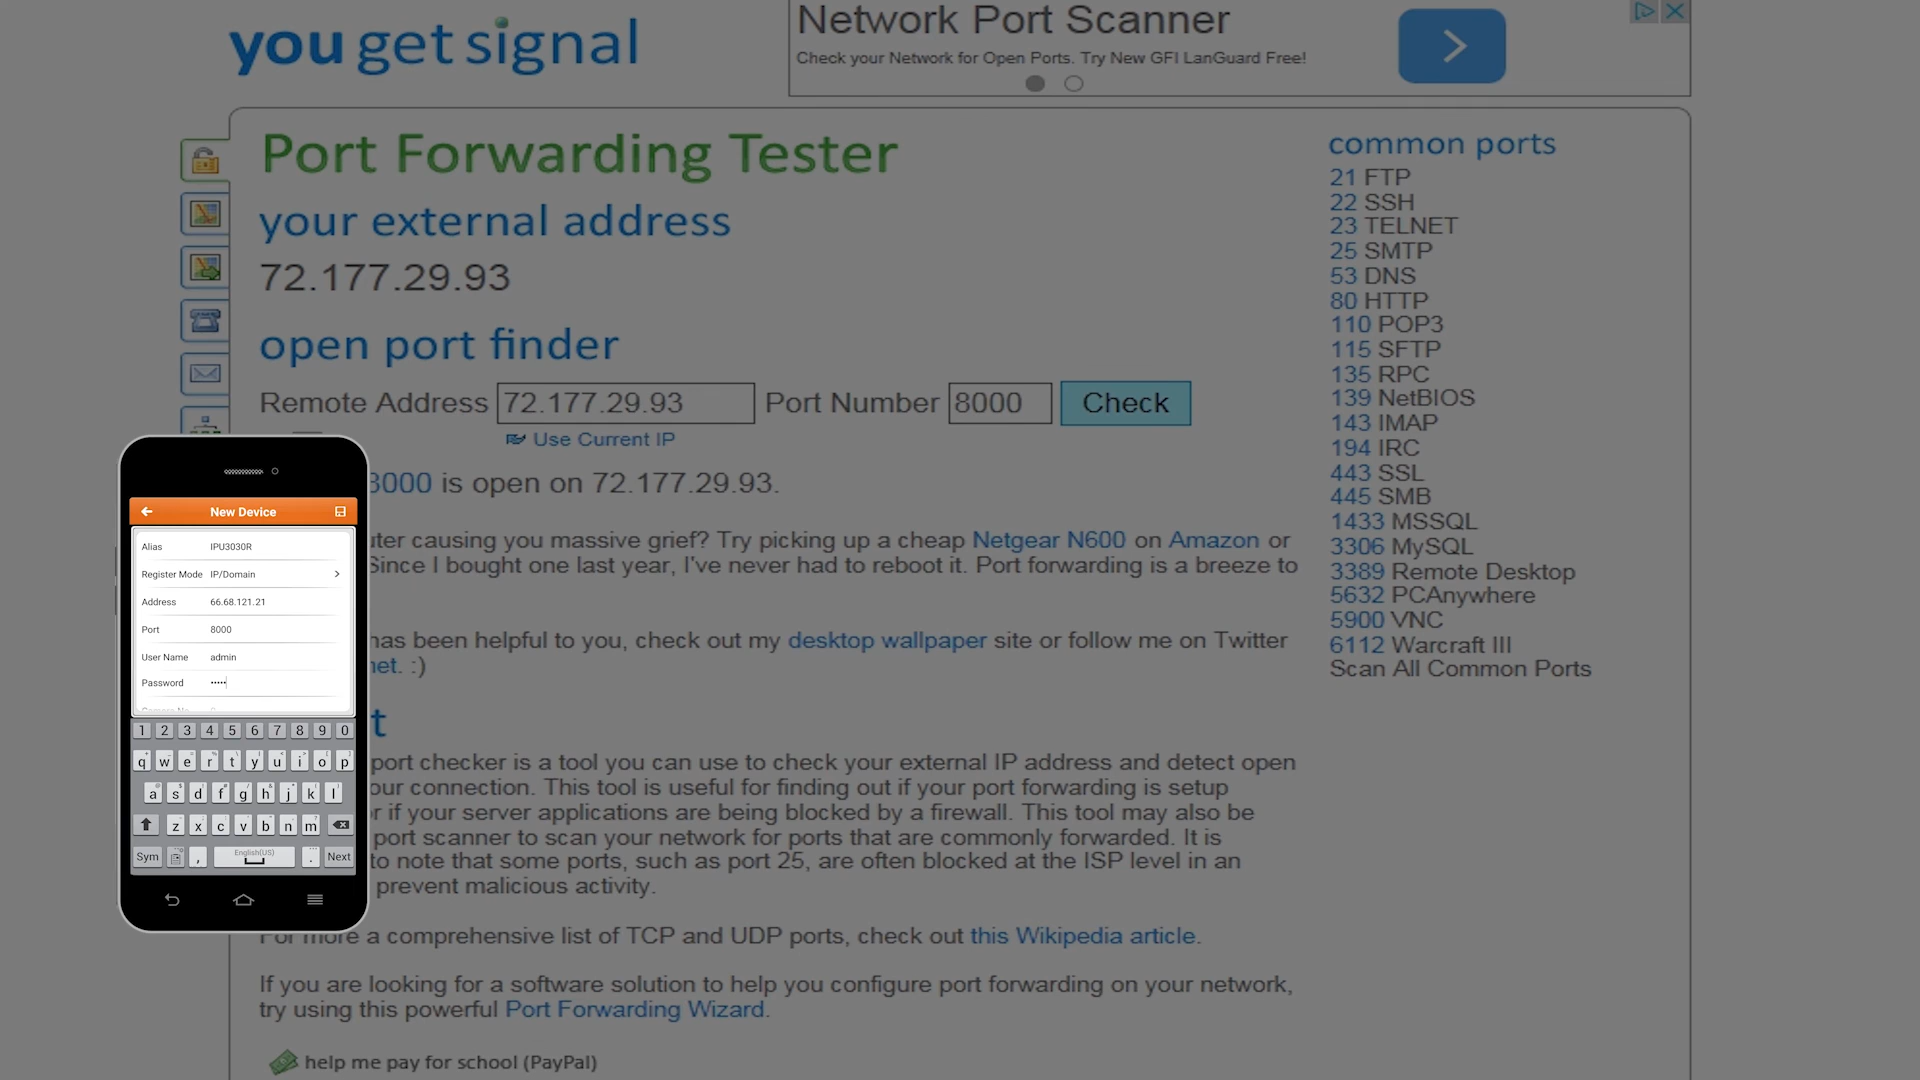 you get signal
Network Port Scanner
Check your Network for Open Ports. Try New GFI LanGuard Free!
Port Forwarding Tester
your external address
72.177.29.93
open port finder
Remote Address 72.177.29.93 Port Number 8000 Check
Use Current IP
8000 is open on 72.177.29.93.
causing you massive grief? Try picking up a cheap Netgear N600 on Amazon or
Since I bought one last year, I've never had to reboot it. Port forwarding is a breeze to
has been helpful to you, check out my desktop wallpaper site or follow me on Twitter
:)
port checker is a tool you can use to check your external IP address and detect open
connection. This tool is useful for finding out if your port forwarding is setup
if your server applications are being blocked by a firewall. This tool may also be
port scanner to scan your network for ports that are commonly forwarded. It is
to note that some ports, such as port 25, are often blocked at the ISP level in an
prevent malicious activity.
For more a comprehensive list of TCP and UDP ports, check out this Wikipedia article.
If you are looking for a software solution to help you configure port forwarding on your network,
try using this powerful Port Forwarding Wizard.
help me pay for school (PayPal)
common ports
21 FTP
22 SSH
23 TELNET
25 SMTP
53 DNS
80 HTTP
110 POP3
115 SFTP
135 RPC
139 NetBIOS
143 IMAP
194 IRC
443 SSL
445 SMB
1433 MSSQL
3306 MySQL
3389 Remote Desktop
5632 PCAnywhere
5900 VNC
6112 Warcraft III
Scan All Common Ports
New Device
Alias IPU3030R
Register Mode IP/Domain
Address 66.68.121.21
Port 8000
User Name admin
Password •••••
1 2 3 4 5 6 7 8 9 0
q w e r t y u i o p
a s d f g h j k l
z x c v b n m
Sym , English(US) . Next